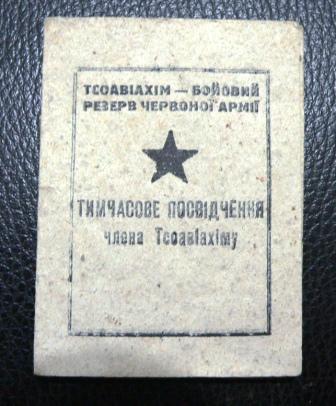 ТСОАВІАХІМ — БОЙОВИЙ
РЕЗЕРВ ЧЕРВОНОЇ АРМІЇ
ТИМЧАСОВЕ ПОСВІДЧЕННЯ
члена Тсоавіахіму